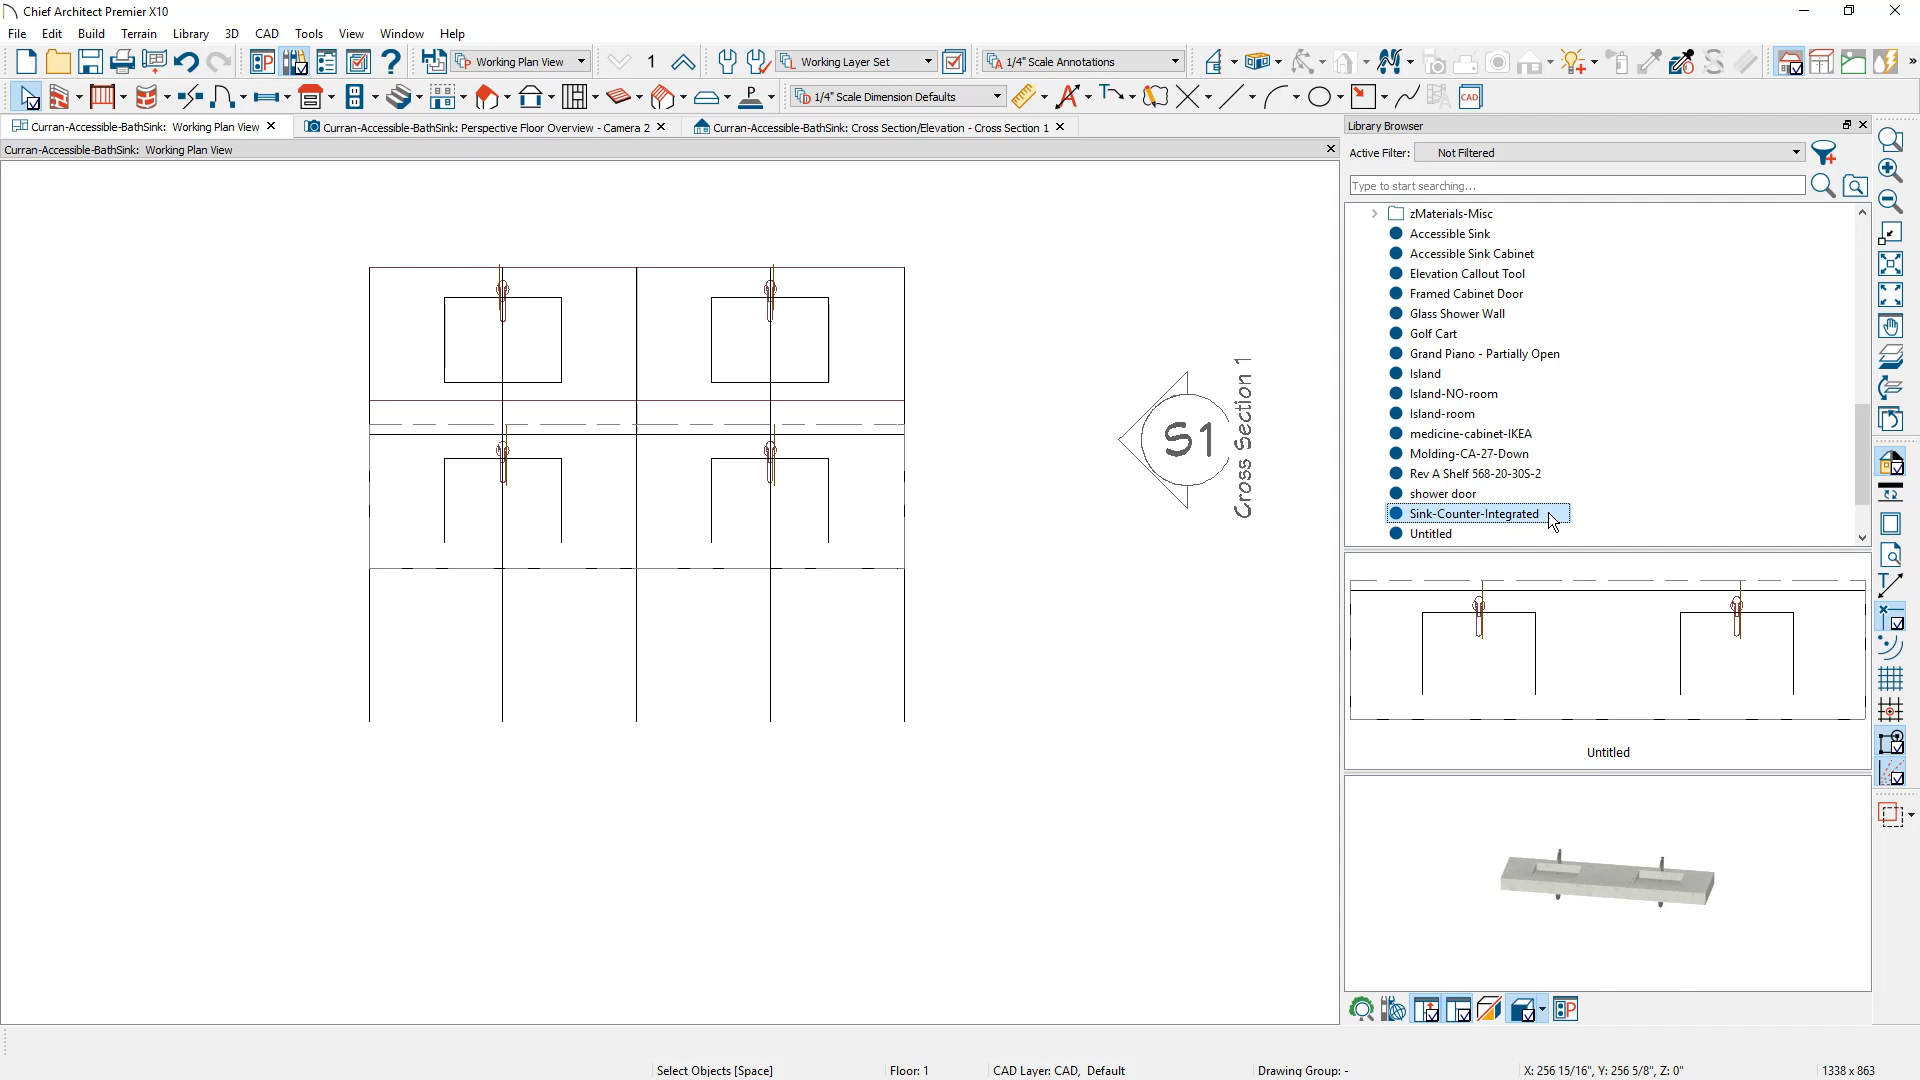 Chief Architect Premier X10
File Edit Build Terrain Library 3D CAD Tools View Window Help
Working Plan View 1 Working Layer Set 1/4" Scale Annotations
P 1/4" Scale Dimension Defaults CAD
Curran-Accessible-BathSink: Working Plan View
Curran-Accessible-BathSink: Perspective Floor Overview - Camera 2
Curran-Accessible-BathSink: Cross Section/Elevation - Cross Section 1
Curran-Accessible-BathSink: Working Plan View
Library Browser
Active Filter: Not Filtered
Type to start searching...
zMaterials-Misc
Accessible Sink
Accessible Sink Cabinet
Elevation Callout Tool
Framed Cabinet Door
Glass Shower Wall
Golf Cart
Grand Piano - Partially Open
Island
Island-NO-room
Island-room
medicine-cabinet-IKEA
Molding-CA-27-Down
Rev A Shelf 568-20-30S-2
shower door
Sink-Counter-Integrated
Untitled
S1
Cross Section 1
Untitled
Select Objects [Space]
Floor: 1
CAD Layer: CAD, Default
Drawing Group: -
X: 256 15/16", Y: 256 5/8", Z: 0"
1338 x 863